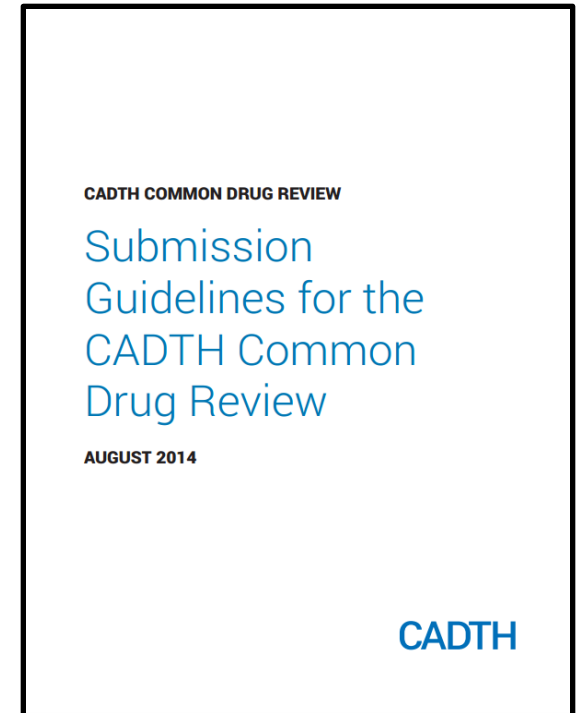 CADTH COMMON DRUG REVIEW
Submission
Guidelines for the
CADTH Common
Drug Review
AUGUST 2014
CADTH